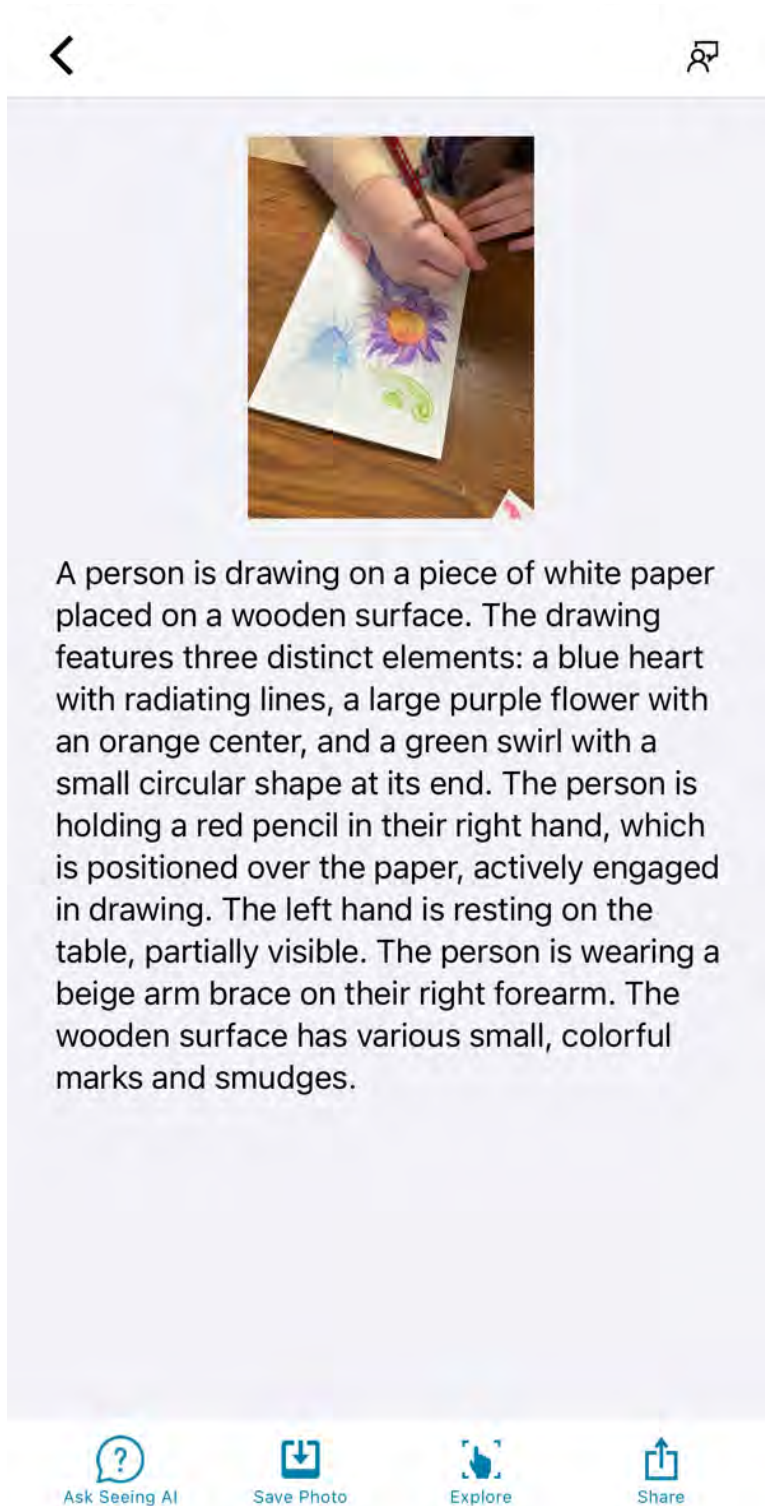 A person is drawing on a piece of white paper
placed on a wooden surface. The drawing
features three distinct elements: a blue heart
with radiating lines, a large purple flower with
an orange center, and a green swirl with a
small circular shape at its end. The person is
holding a red pencil in their right hand, which
is positioned over the paper, actively engaged
in drawing. The left hand is resting on the
table, partially visible. The person is wearing a
beige arm brace on their right forearm. The
wooden surface has various small, colorful
marks and smudges.
Ask Seeing AI
Save Photo
Explore
Share